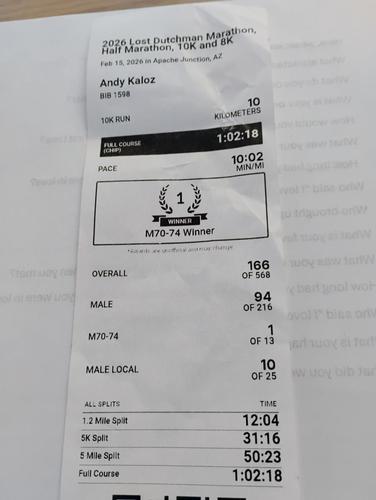 2026 Lost Dutchman Marathon,
Half Marathon, 10K and 8K
Feb 15, 2026 in Apache Junction, AZ
Andy Kaloz
BIB 1598
10K RUN
10
KILOMETERS
FULL COURSE
(CHIP)
1:02:18
PACE
10:02
MIN/MI
1
WINNER
M70-74 Winner
*Results are unofficial and may change
OVERALL
166
OF 568
MALE
94
OF 216
M70-74
1
OF 13
MALE LOCAL
10
OF 25
ALL SPLITS TIME
1.2 Mile Split 12:04
5K Split 31:16
5 Mile Split 50:23
Full Course 1:02:18